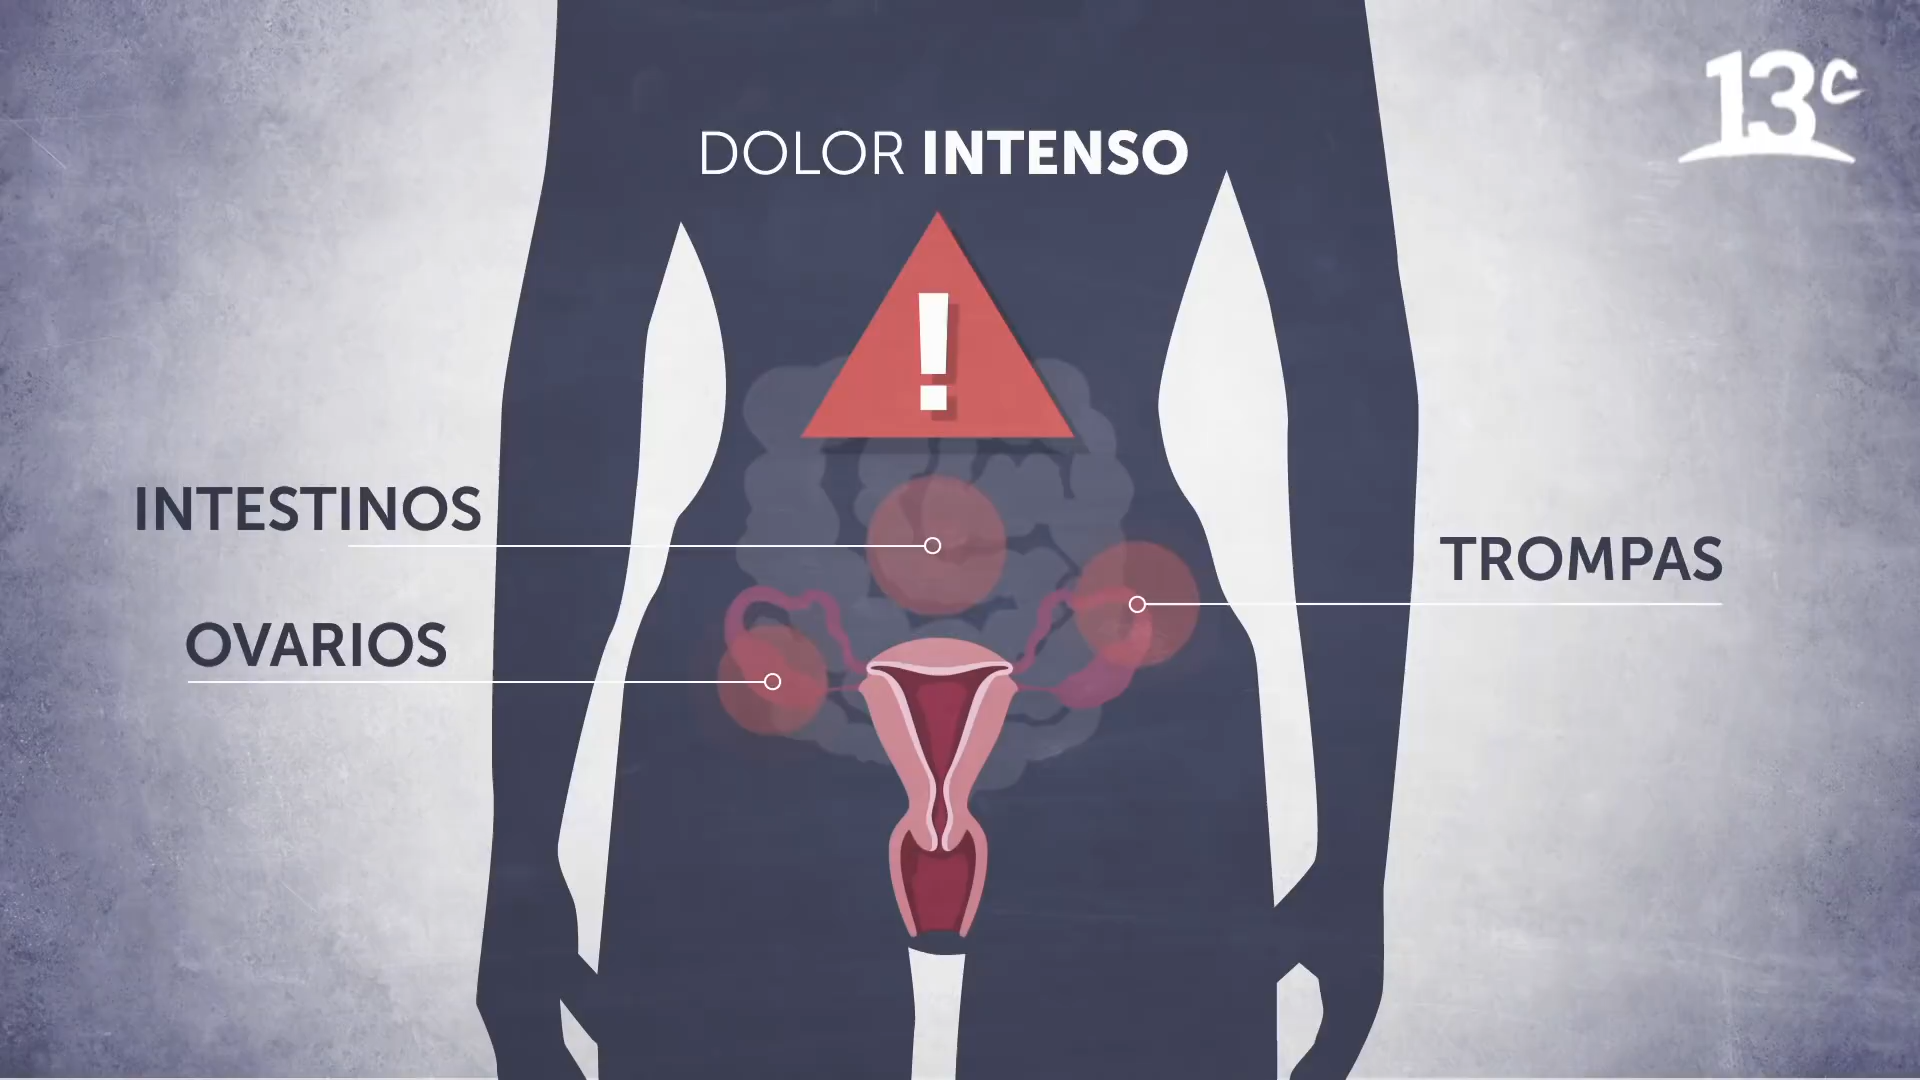 13c
DOLOR INTENSO
!
INTESTINOS
TROMPAS
OVARIOS